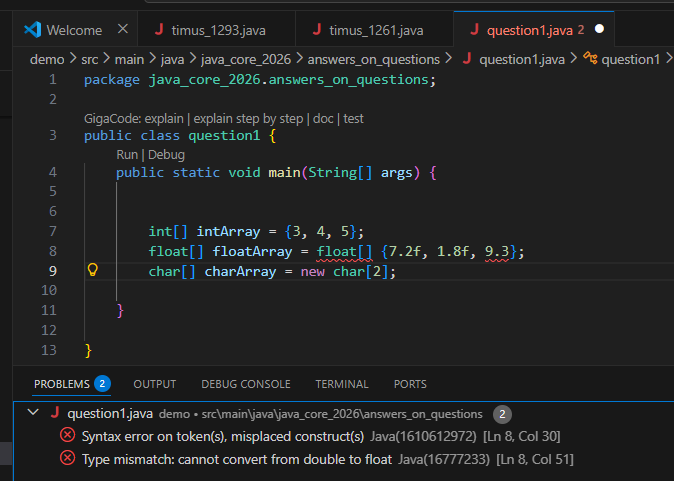 Welcome
timus_1293.java
timus_1261.java
question1.java 2
demo > src > main > java > java_core_2026 > answers_on_questions > question1.java > question1 >
1 package java_core_2026.answers_on_questions;
2
GigaCode: explain | explain step by step | doc | test
3 public class question1 {
Run | Debug
4 public static void main(String[] args) {
5
6
7 int[] intArray = {3, 4, 5};
8 float[] floatArray = float[] {7.2f, 1.8f, 9.3};
9 char[] charArray = new char[2];
10
11 }
12
13 }
PROBLEMS 2 OUTPUT DEBUG CONSOLE TERMINAL PORTS
question1.java demo • src\main\java\java_core_2026\answers_on_questions 2
Syntax error on token(s), misplaced construct(s) Java(1610612972) [Ln 8, Col 30]
Type mismatch: cannot convert from double to float Java(16777233) [Ln 8, Col 51]